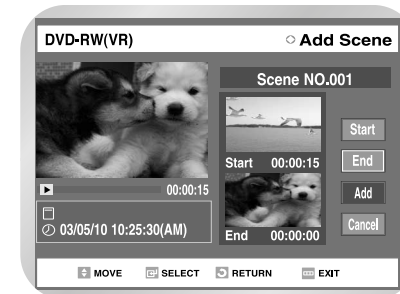 DVD-RW(VR)
Add Scene
Scene NO.001
Start 00:00:15
00:00:15
03/05/10 10:25:30(AM)
End 00:00:00
Start
End
Add
Cancel
MOVE SELECT RETURN EXIT